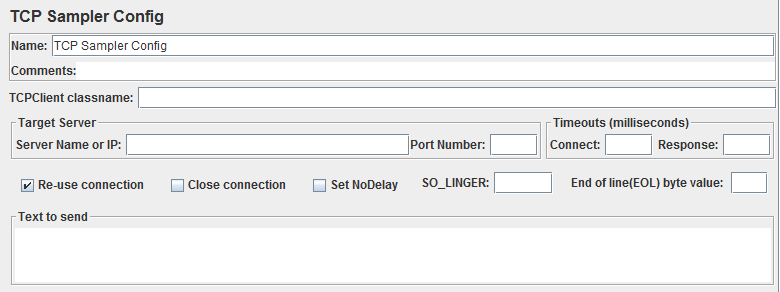 TCP Sampler Config
Name: TCP Sampler Config
Comments:
TCPClient classname:
Target Server Timeouts (milliseconds)
Server Name or IP: Port Number: Connect: Response:
Re-use connection Close connection Set NoDelay SO_LINGER: End of line(EOL) byte value:
Text to send